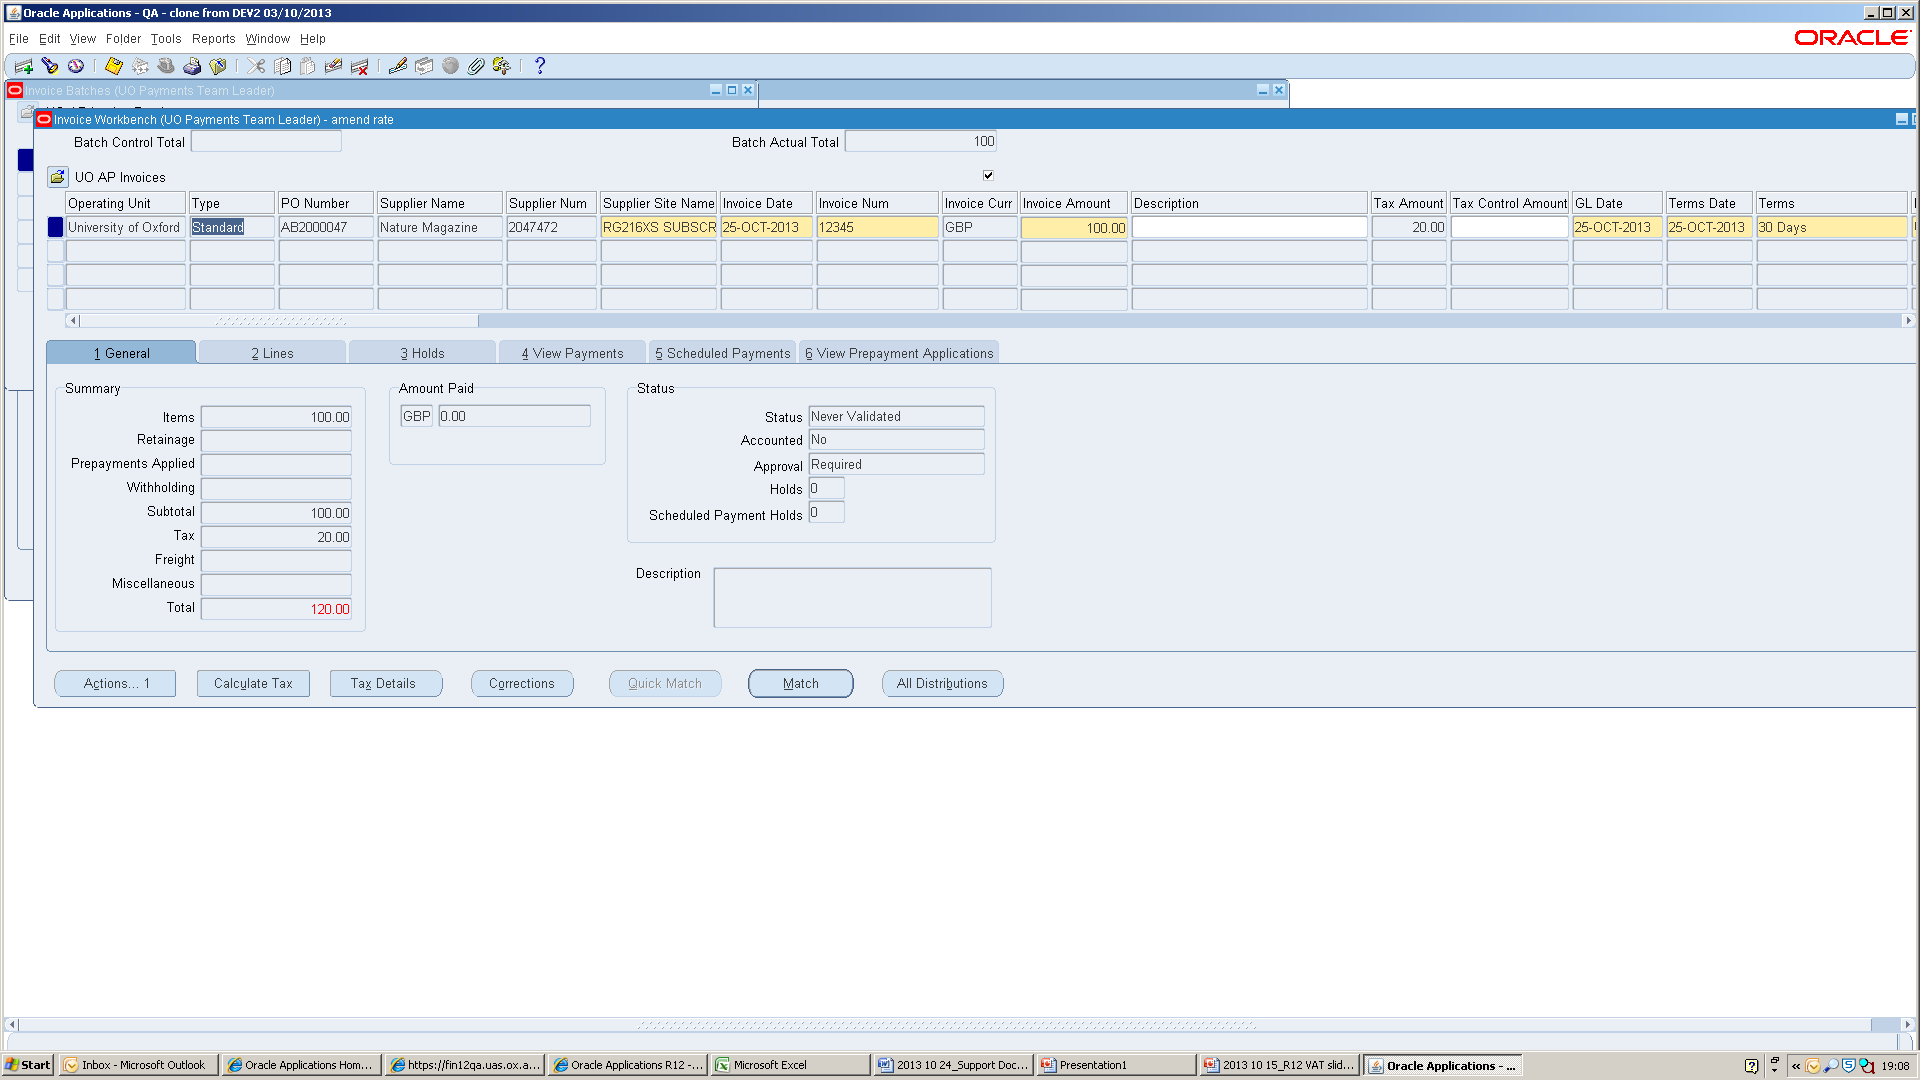 Oracle Applications - QA - clone from DEV2 03/10/2013
File Edit View Folder Tools Reports Window Help
ORACLE
Invoice Batches (UO Payments Team Leader)
Invoice Workbench (UO Payments Team Leader) - amend rate
Batch Control Total
Batch Actual Total 100
UO AP Invoices
Operating Unit Type PO Number Supplier Name Supplier Num Supplier Site Name Invoice Date Invoice Num Invoice Curr Invoice Amount Description Tax Amount Tax Control Amount GL Date Terms Date Terms
University of Oxford Standard AB2000047 Nature Magazine 2047472 RG216XS SUBSCR 25-OCT-2013 12345 GBP 100.00 20.00 25-OCT-2013 25-OCT-2013 30 Days
1 General 2 Lines 3 Holds 4 View Payments 5 Scheduled Payments 6 View Prepayment Applications
Summary
Items 100.00
Retainage
Prepayments Applied
Withholding
Subtotal 100.00
Tax 20.00
Freight
Miscellaneous
Total 120.00
Amount Paid
GBP 0.00
Status
Status Never Validated
Accounted No
Approval Required
Holds 0
Scheduled Payment Holds 0
Description
Actions... 1 Calculate Tax Tax Details Corrections Quick Match Match All Distributions
Start Inbox - Microsoft Outlook Oracle Applications Hom... https://fin12qa.uas.ox.a... Oracle Applications R12 -... Microsoft Excel 2013 10 24_Support Doc... Presentation1 2013 10 15_R12 VAT slid... Oracle Applications - ... 19:08